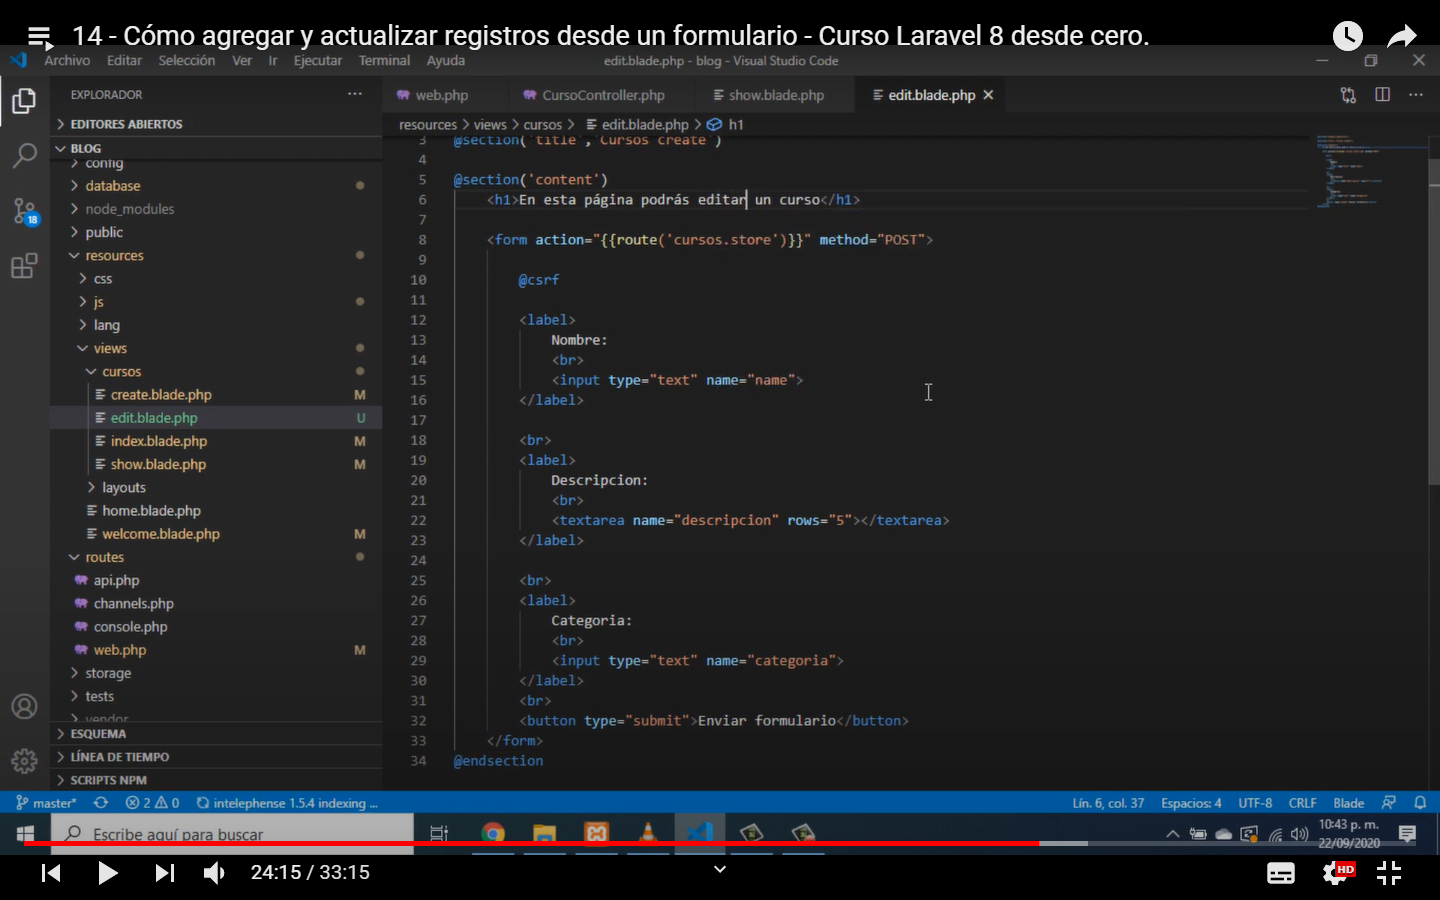 14 - Cómo agregar y actualizar registros desde un formulario - Curso Laravel 8 desde cero.
Archivo Editar Selección Ver Ir Ejecutar Terminal Ayuda edit.blade.php - blog - Visual Studio Code
EXPLORADOR ···
web.php CursoController.php show.blade.php edit.blade.php
EDITORES ABIERTOS
resources > views > cursos > edit.blade.php > h1
BLOG
config
database
node_modules
public
resources
css
js
lang
views
cursos
create.blade.php M
edit.blade.php U
index.blade.php M
show.blade.php M
layouts
home.blade.php
welcome.blade.php M
routes
api.php
channels.php
console.php
web.php M
storage
tests
vendor
ESQUEMA
LÍNEA DE TIEMPO
SCRIPTS NPM
18
3 @section('title','Cursos create')
4
5 @section('content')
6 <h1>En esta página podrás editar un curso</h1>
7
8 <form action="{{route('cursos.store')}}" method="POST">
9
10 @csrf
11
12 <label>
13 Nombre:
14 <br>
15 <input type="text" name="name">
16 </label>
17
18 <br>
19 <label>
20 Descripcion:
21 <br>
22 <textarea name="descripcion" rows="5"></textarea>
23 </label>
24
25 <br>
26 <label>
27 Categoria:
28 <br>
29 <input type="text" name="categoria">
30 </label>
31 <br>
32 <button type="submit">Enviar formulario</button>
33 </form>
34 @endsection
master* 2 0 intelephense 1.5.4 indexing ... Lín. 6, col. 37 Espacios: 4 UTF-8 CRLF Blade
Escribe aquí para buscar
10:43 p. m.
22/09/2020
24:15 / 33:15
HD